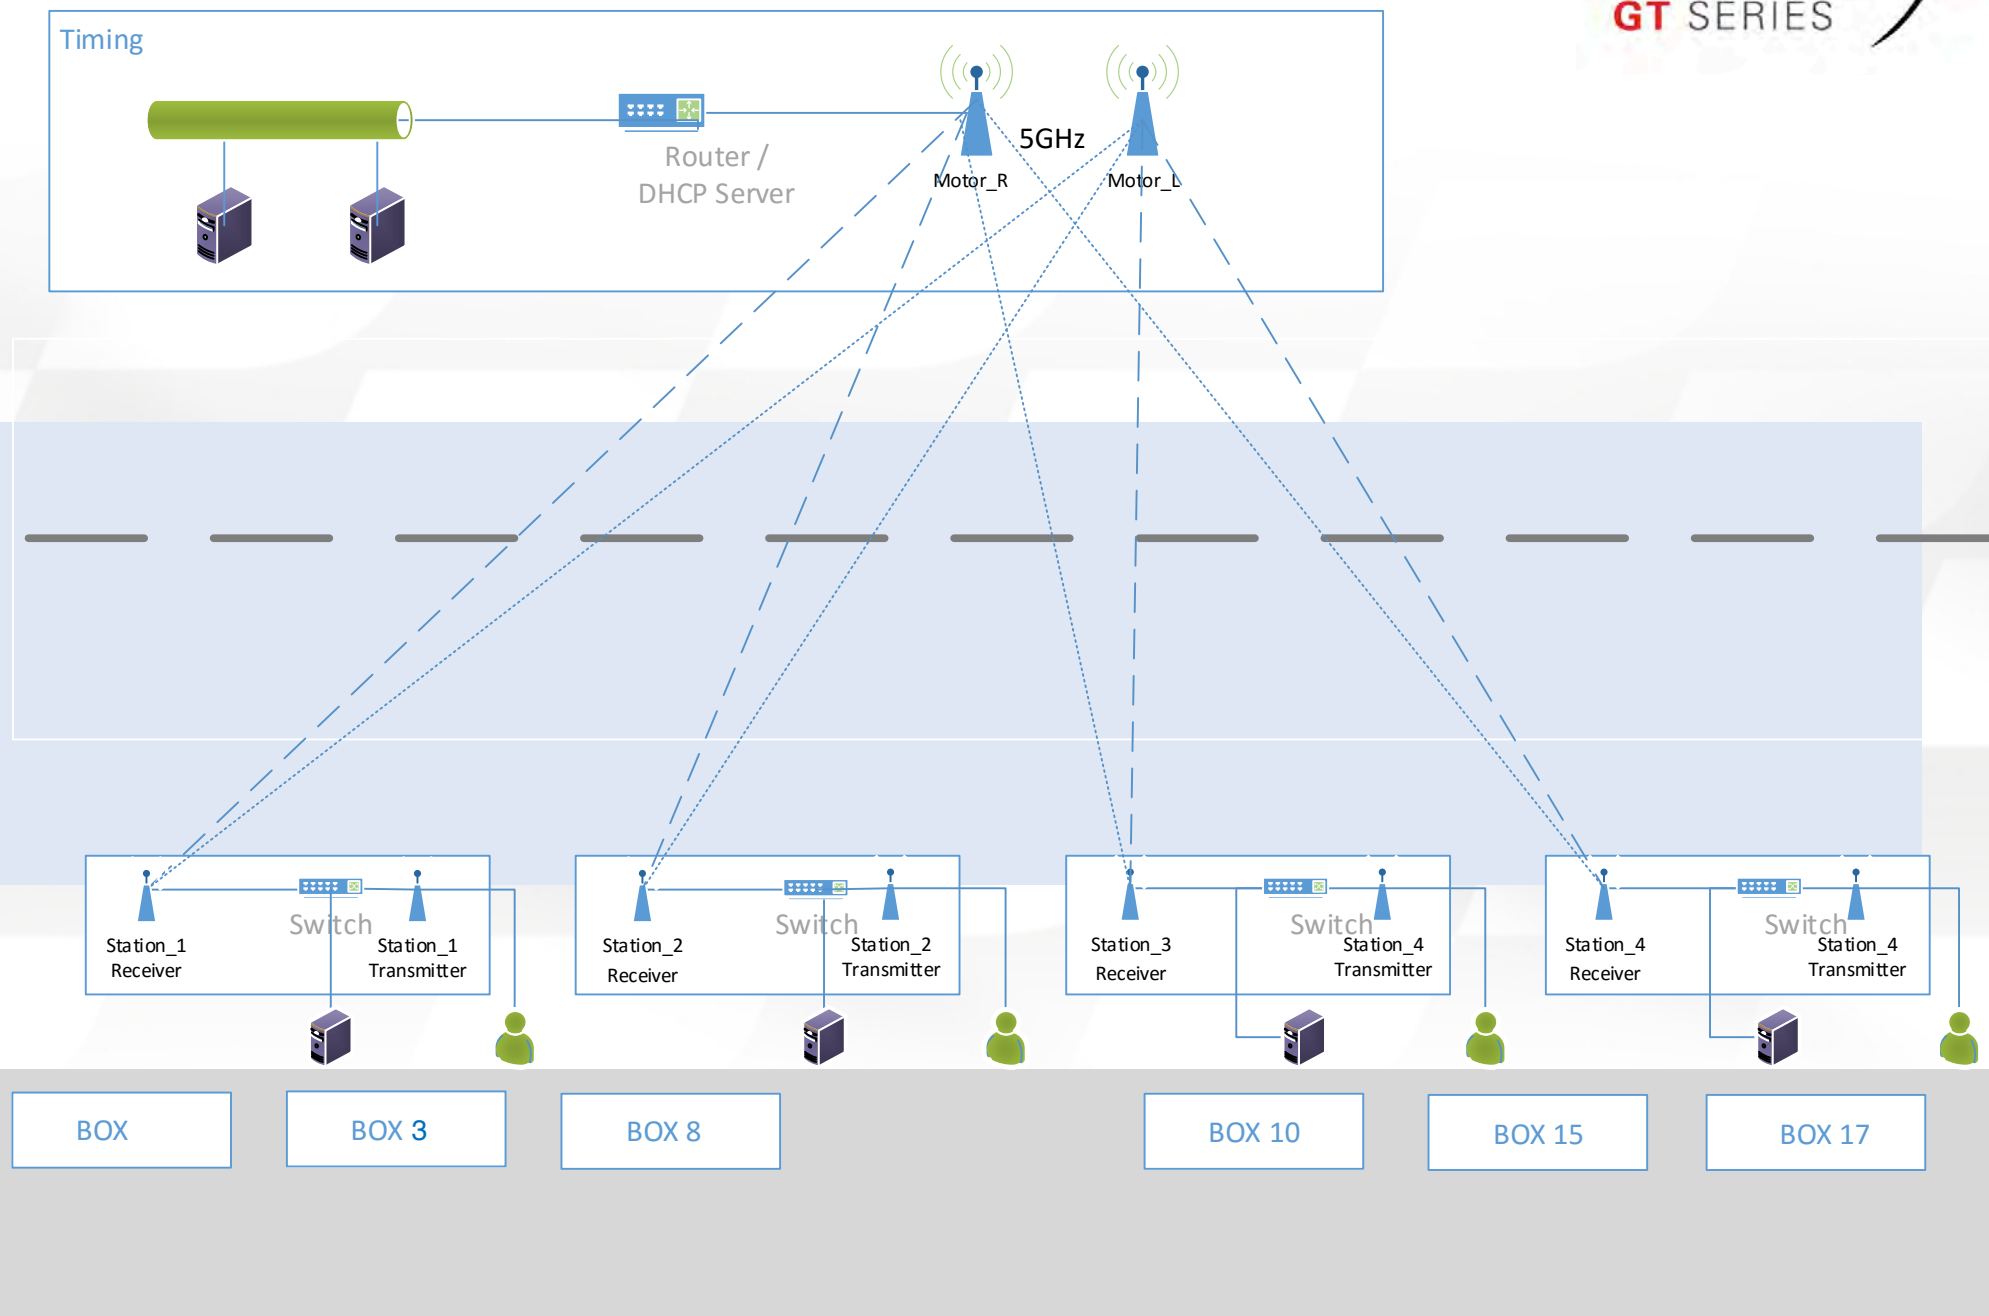 GT SERIES
Timing
5GHz
Router /
DHCP Server
Motor_R
Motor_L
Switch
Station_1
Receiver
Station_1
Transmitter
Switch
Station_2
Receiver
Station_2
Transmitter
Switch
Station_3
Receiver
Station_4
Transmitter
Switch
Station_4
Receiver
Station_4
Transmitter
BOX
BOX 3
BOX 8
BOX 10
BOX 15
BOX 17